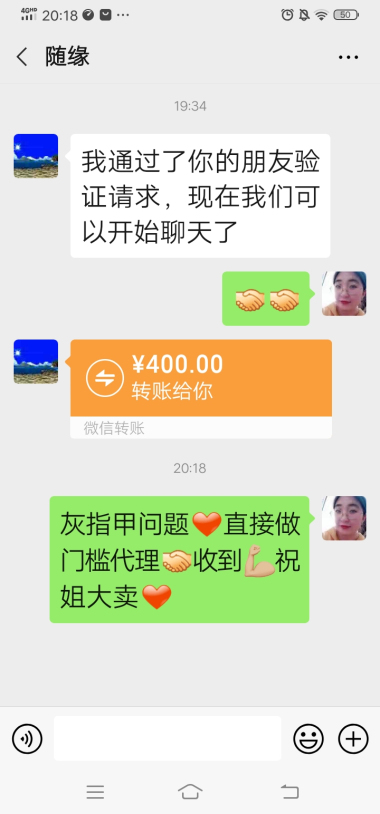 4GHD 20:18 50
随缘
19:34
我通过了你的朋友验
证请求，现在我们可
以开始聊天了
🤝🤝
¥400.00
转账给你
微信转账
20:18
灰指甲问题❤️直接做
门槛代理🤝收到💪祝
姐大卖❤️